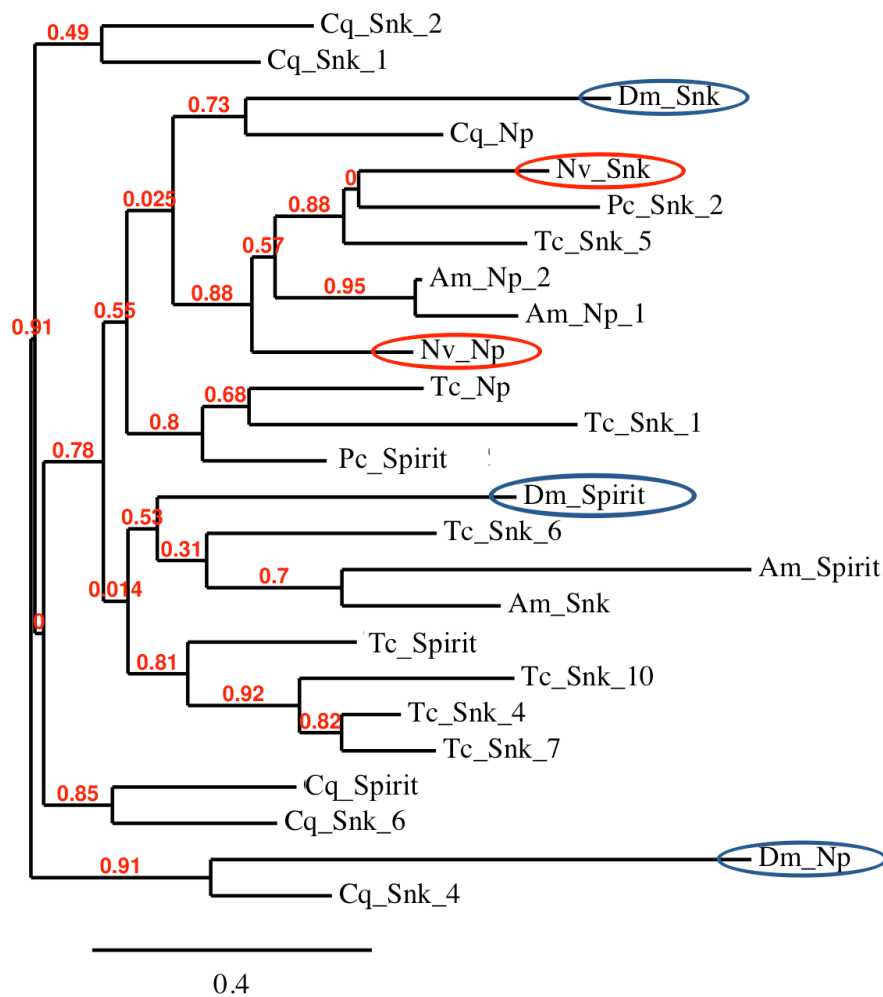 Cq_Snk_2
0.49
Cq_Snk_1
Dm_Snk
0.73
Cq_Np
Nv_Snk
0
0.025
0.88
Pc_Snk_2
Tc_Snk_5
0.57
Am_Np_2
0.88
0.95
0.55
Am_Np_1
0.91
Nv_Np
Tc_Np
0.68
0.8
Tc_Snk_1
0.78
Pc_Spirit
Dm_Spirit
0.53
Tc_Snk_6
0.31
Am_Spirit
0.7
0.014
Am_Snk
0
Tc_Spirit
0.81
Tc_Snk_10
0.92
Tc_Snk_4
0.82
Tc_Snk_7
Cq_Spirit
0.85
Cq_Snk_6
Dm_Np
0.91
Cq_Snk_4
0.4